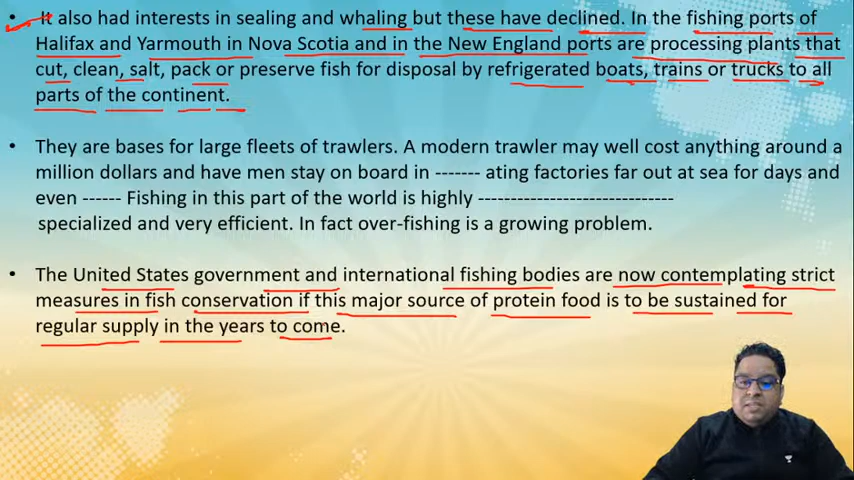 • It also had interests in sealing and whaling but these have declined. In the fishing ports of
Halifax and Yarmouth in Nova Scotia and in the New England ports are processing plants that
cut, clean, salt, pack or preserve fish for disposal by refrigerated boats, trains or trucks to all
parts of the continent.
• They are bases for large fleets of trawlers. A modern trawler may well cost anything around a
million dollars and have men stay on board in ------- ating factories far out at sea for days and
even ------ Fishing in this part of the world is highly -----------------------------
specialized and very efficient. In fact over-fishing is a growing problem.
• The United States government and international fishing bodies are now contemplating strict
measures in fish conservation if this major source of protein food is to be sustained for
regular supply in the years to come.